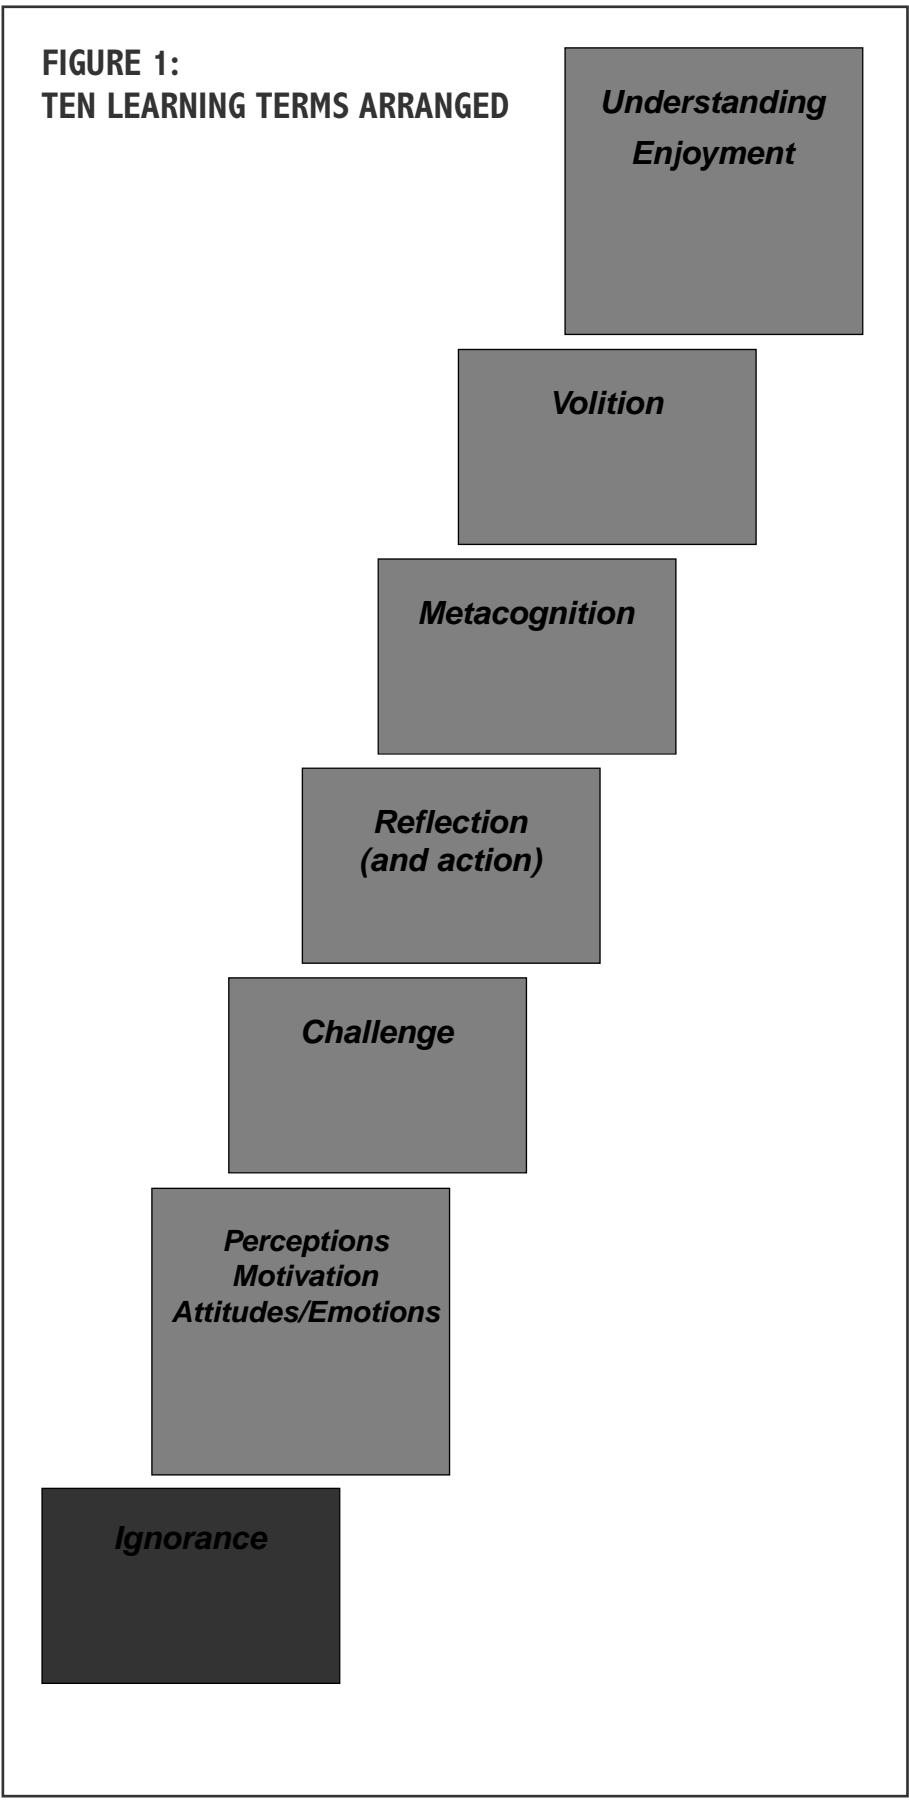 FIGURE 1:
TEN LEARNING TERMS ARRANGED
Understanding
Enjoyment
Volition
Metacognition
Reflection
(and action)
Challenge
Perceptions
Motivation
Attitudes/Emotions
Ignorance